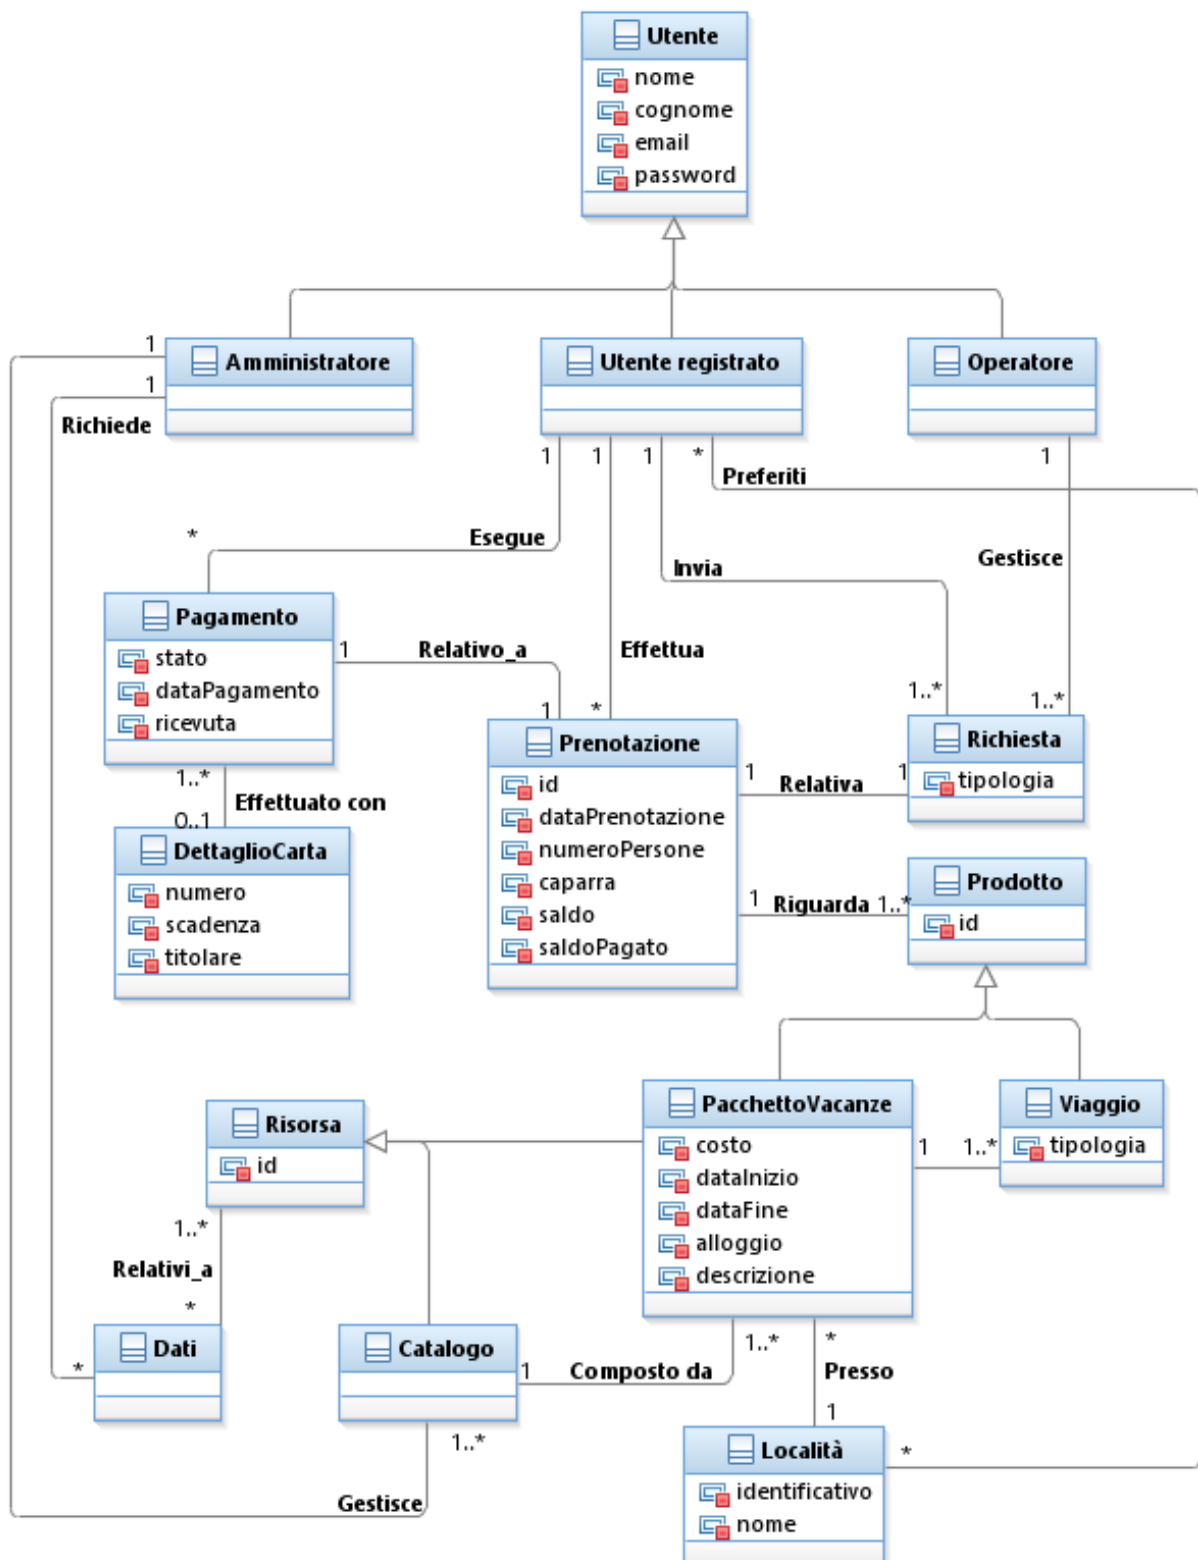 Utente
nome
cognome
email
password
1
Amministratore
Utente registrato
Operatore
1
Richiede
1
1
1
*
1
Preferiti
*
Esegue
Invia
Gestisce
Pagamento
stato
dataPagamento
ricevuta
1
Relativo_a
Effettua
1
*
1..*
1..*
Prenotazione
id
dataPrenotazione
numeroPersone
caparra
saldo
saldoPagato
Richiesta
tipologia
1
Relativa
1
1..*
Effettuato con
0..1
DettaglioCarta
numero
scadenza
titolare
1
Riguarda
1..*
Prodotto
id
Risorsa
id
PacchettoVacanze
costo
dataInizio
dataFine
alloggio
descrizione
Viaggio
tipologia
1
1..*
1..*
Relativi_a
*
Dati
*
Catalogo
1
Composto da
1..*
*
Presso
1
1..*
Gestisce
Località
identificativo
nome
*